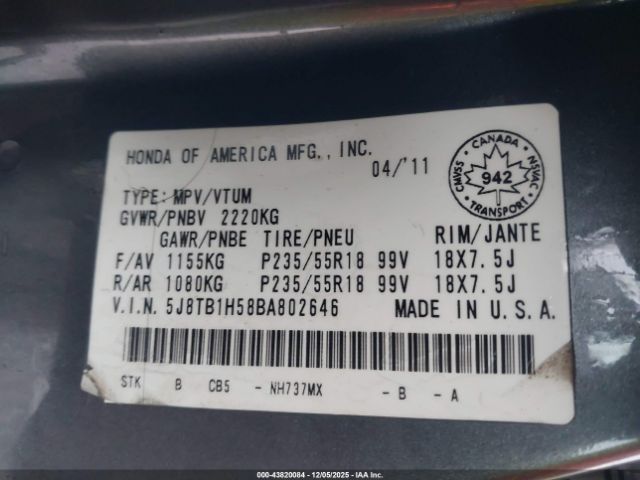 HONDA OF AMERICA MFG., INC.
04/'11
CANADA
CMVSS
942
NSVAC
TRANSPORT
TYPE: MPV/VTUM
GVWR/PNBV 2220KG
GAWR/PNBE TIRE/PNEU RIM/JANTE
F/AV 1155KG P235/55R18 99V 18X7.5J
R/AR 1080KG P235/55R18 99V 18X7.5J
V.I.N. 5J8TB1H58BA802646 MADE IN U.S.A.
STK B CB5 - NH737MX - B - A
000-43820084 - 12/05/2025 - IAA Inc.